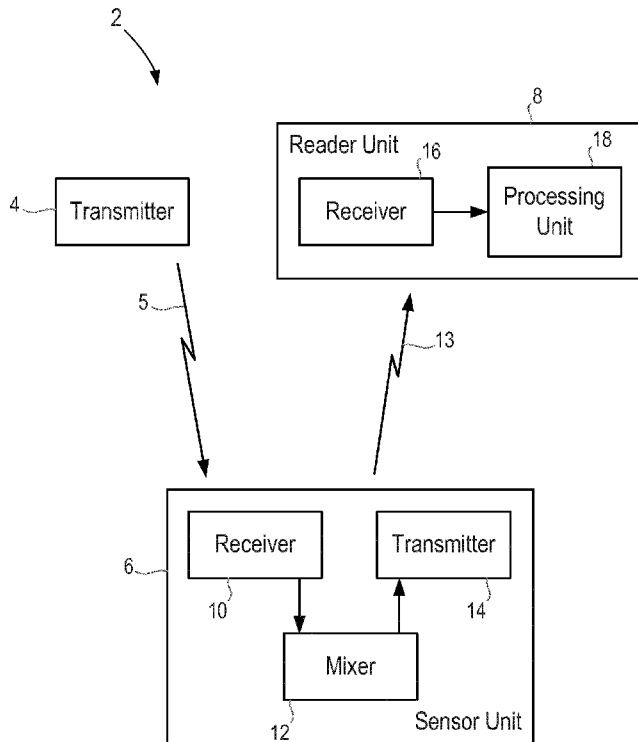 2
8
Reader Unit
16
18
4
Transmitter
Receiver
Processing
Unit
5
13
6
Receiver
Transmitter
10
14
Mixer
12
Sensor Unit